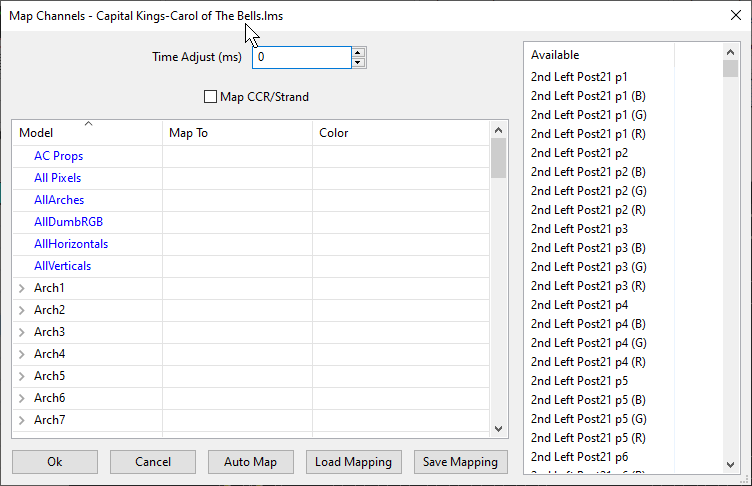 Map Channels - Capital Kings-Carol of The Bells.lms
Time Adjust (ms) 0
Map CCR/Strand
Model Map To Color
AC Props
All Pixels
AllArches
AllDumbRGB
AllHorizontals
AllVerticals
Arch1
Arch2
Arch3
Arch4
Arch5
Arch6
Arch7
Ok Cancel Auto Map Load Mapping Save Mapping
Available
2nd Left Post21 p1
2nd Left Post21 p1 (B)
2nd Left Post21 p1 (G)
2nd Left Post21 p1 (R)
2nd Left Post21 p2
2nd Left Post21 p2 (B)
2nd Left Post21 p2 (G)
2nd Left Post21 p2 (R)
2nd Left Post21 p3
2nd Left Post21 p3 (B)
2nd Left Post21 p3 (G)
2nd Left Post21 p3 (R)
2nd Left Post21 p4
2nd Left Post21 p4 (B)
2nd Left Post21 p4 (G)
2nd Left Post21 p4 (R)
2nd Left Post21 p5
2nd Left Post21 p5 (B)
2nd Left Post21 p5 (G)
2nd Left Post21 p5 (R)
2nd Left Post21 p6
2nd Left Post21 p6 (B)